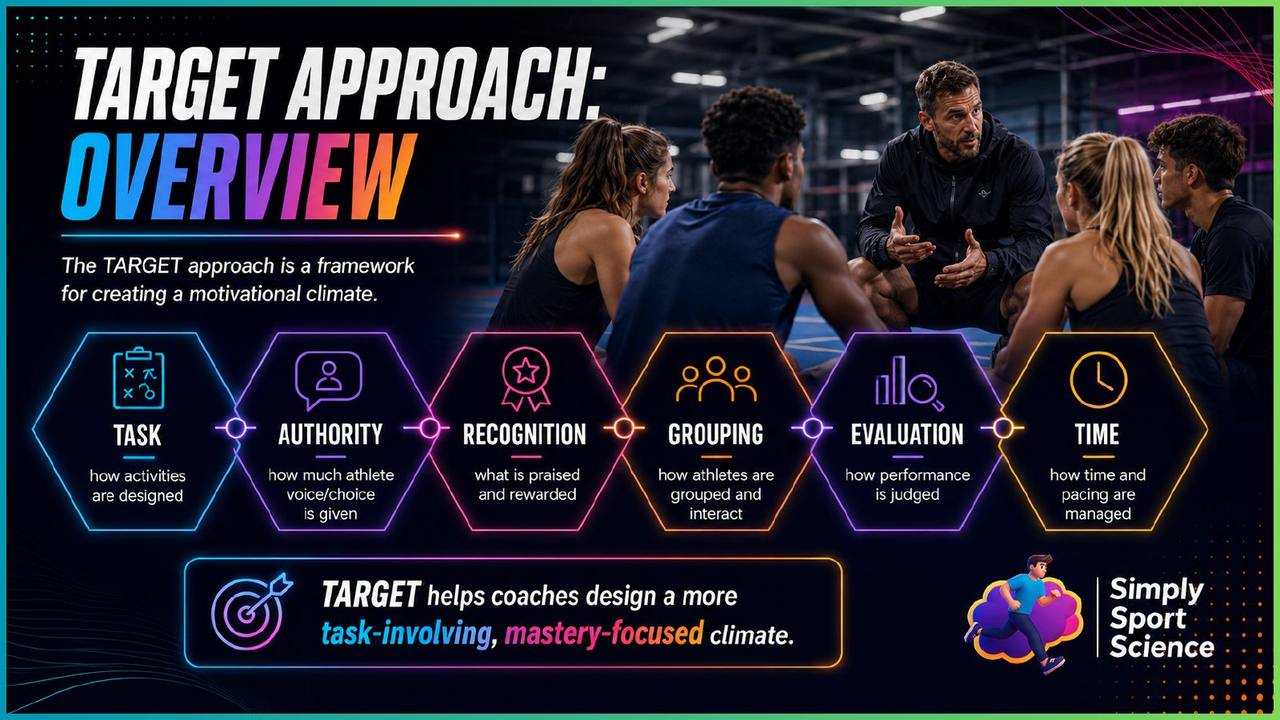 TARGET APPROACH:
OVERVIEW
The TARGET approach is a framework
for creating a motivational climate.
TASK
how activities
are designed
AUTHORITY
how much athlete
voice/choice
is given
RECOGNITION
what is praised
and rewarded
GROUPING
how athletes are
grouped and
interact
EVALUATION
how performance
is judged
TIME
how time and
pacing are
managed
TARGET helps coaches design a more
task-involving, mastery-focused climate.
Simply
Sport
Science